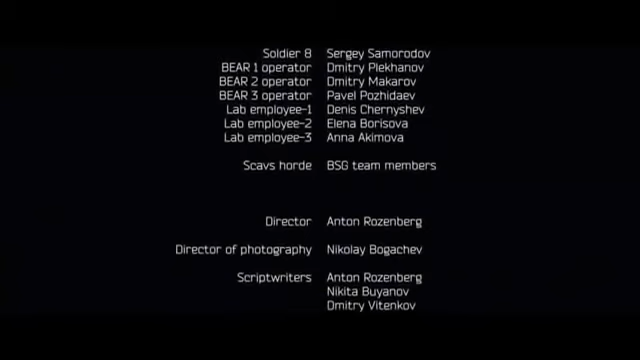 Soldier 8 Sergey Samorodov
BEAR 1 operator Dmitry Plekhanov
BEAR 2 operator Dmitry Makarov
BEAR 3 operator Pavel Pozhidaev
Lab employee-1 Denis Chernyshev
Lab employee-2 Elena Borisova
Lab employee-3 Anna Akimova
Scavs horde BSG team members
Director Anton Rozenberg
Director of photography Nikolay Bogachev
Scriptwriters Anton Rozenberg
Nikita Buyanov
Dmitry Vitenkov